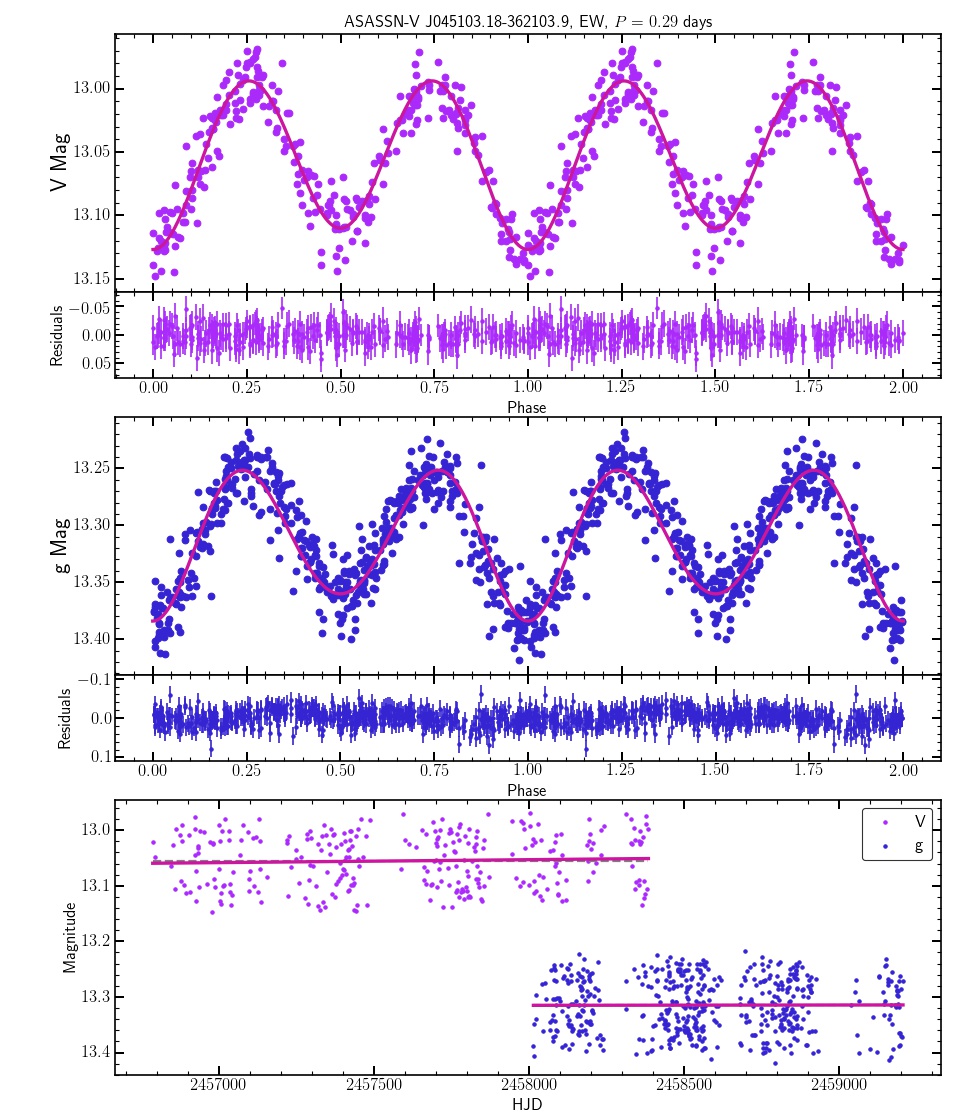 ASASSN-V J045103.18-362103.9, EW, P = 0.29 days
V Mag
13.00
13.05
13.10
13.15
Residuals
−0.05
0.00
0.05
0.00 0.25 0.50 0.75 1.00 1.25 1.50 1.75 2.00
Phase
g Mag
13.25
13.30
13.35
13.40
Residuals
−0.1
0.0
0.1
0.00 0.25 0.50 0.75 1.00 1.25 1.50 1.75 2.00
Phase
Magnitude
13.0
13.1
13.2
13.3
13.4
V
g
2457000 2457500 2458000 2458500 2459000
HJD